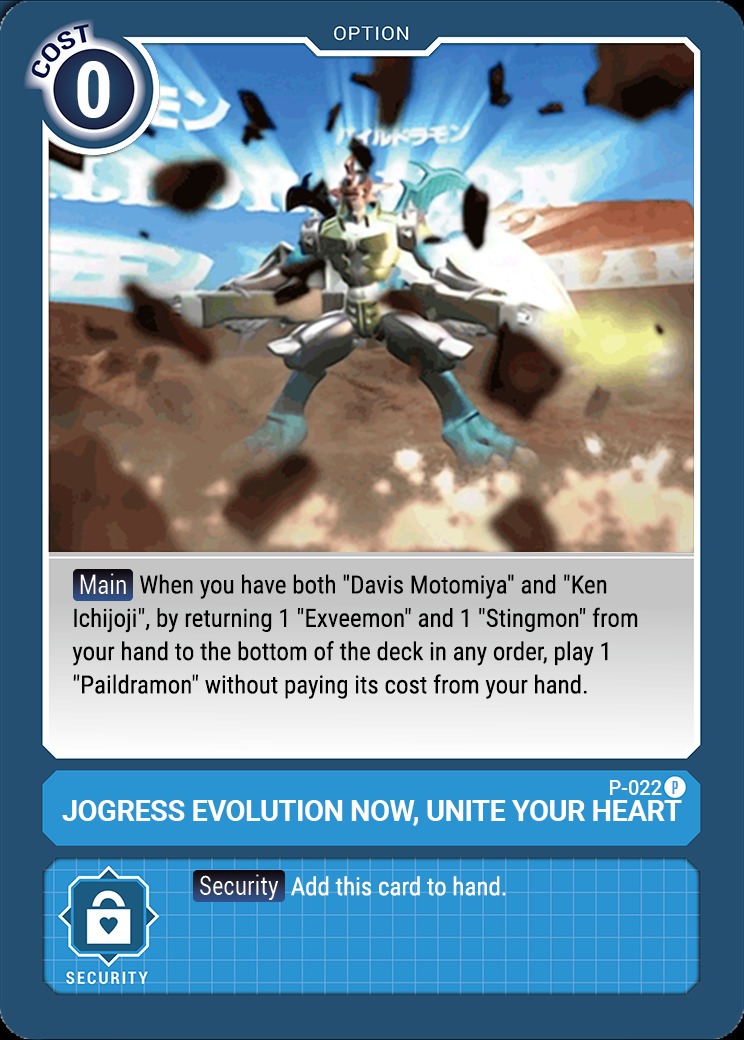 OPTION
COST
0
モン
パイルドラモン
Main When you have both "Davis Motomiya" and "Ken
Ichijoji", by returning 1 "Exveemon" and 1 "Stingmon" from
your hand to the bottom of the deck in any order, play 1
"Paildramon" without paying its cost from your hand.
P-022 P
JOGRESS EVOLUTION NOW, UNITE YOUR HEART
Security Add this card to hand.
SECURITY